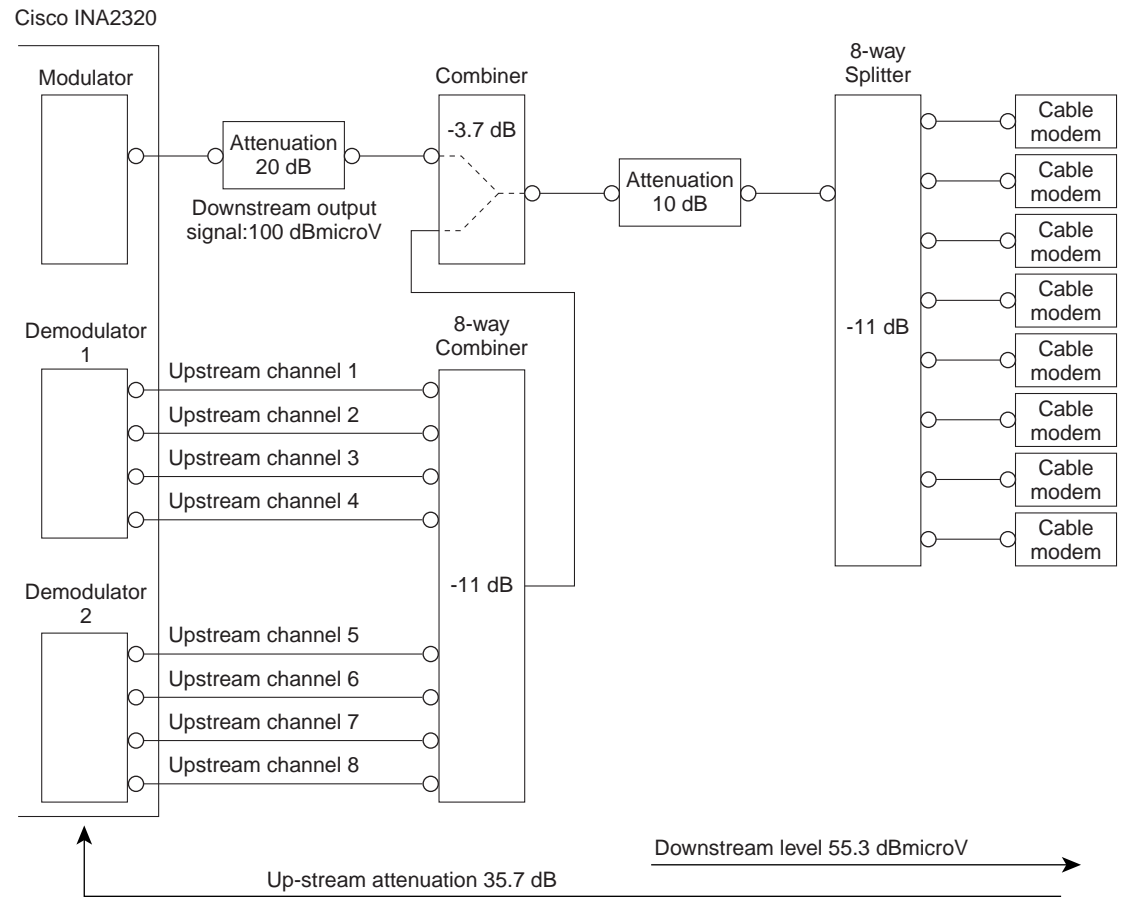 Cisco INA2320
Modulator
Attenuation
20 dB
Downstream output
signal:100 dBmicroV
Combiner
-3.7 dB
Attenuation
10 dB
8-way
Splitter
-11 dB
Cable
modem
Cable
modem
Cable
modem
Cable
modem
Cable
modem
Cable
modem
Cable
modem
Cable
modem
Demodulator
1
Upstream channel 1
Upstream channel 2
Upstream channel 3
Upstream channel 4
8-way
Combiner
-11 dB
Demodulator
2
Upstream channel 5
Upstream channel 6
Upstream channel 7
Upstream channel 8
Downstream level 55.3 dBmicroV
Up-stream attenuation 35.7 dB